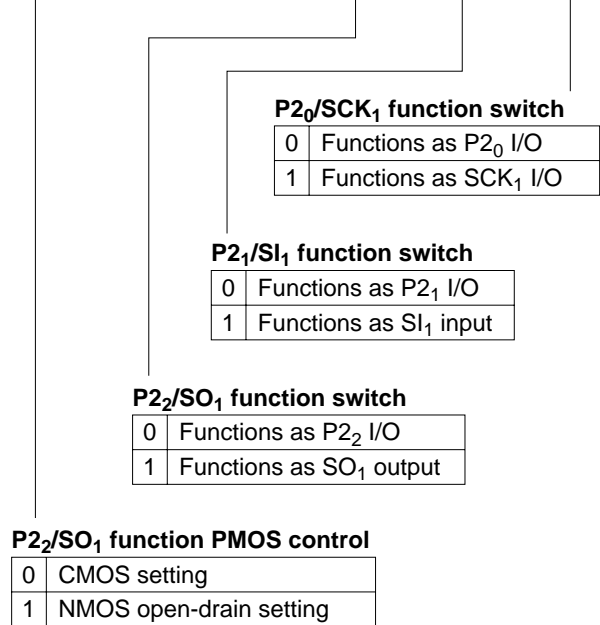 P2₀/SCK₁ function switch
0 Functions as P2₀ I/O
1 Functions as SCK₁ I/O
P2₁/SI₁ function switch
0 Functions as P2₁ I/O
1 Functions as SI₁ input
P2₂/SO₁ function switch
0 Functions as P2₂ I/O
1 Functions as SO₁ output
P2₂/SO₁ function PMOS control
0 CMOS setting
1 NMOS open-drain setting